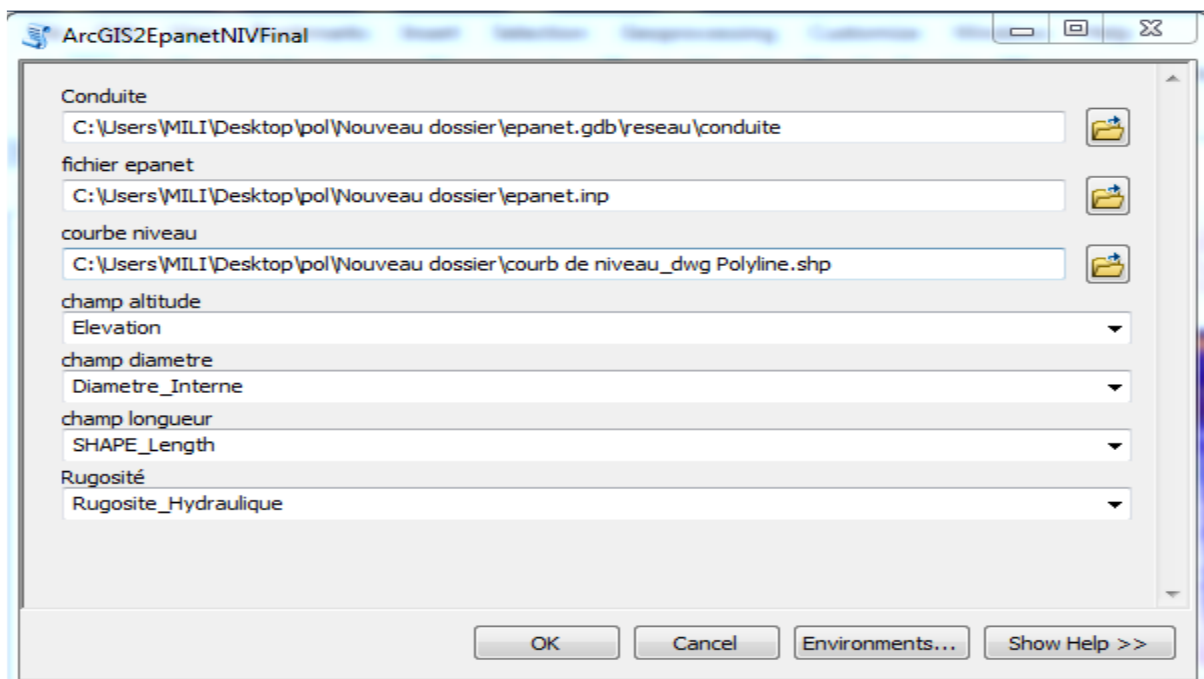 ArcGIS2EpanetNIVFinal
Conduite
C:\Users\MILI\Desktop\pol\Nouveau dossier\epanet.gdb\reseau\conduite
fichier epanet
C:\Users\MILI\Desktop\pol\Nouveau dossier\epanet.inp
courbe niveau
C:\Users\MILI\Desktop\pol\Nouveau dossier\courb de niveau_dwg Polyline.shp
champ altitude
Elevation
champ diametre
Diametre_Interne
champ longueur
SHAPE_Length
Rugosité
Rugosite_Hydraulique
OK Cancel Environments... Show Help >>